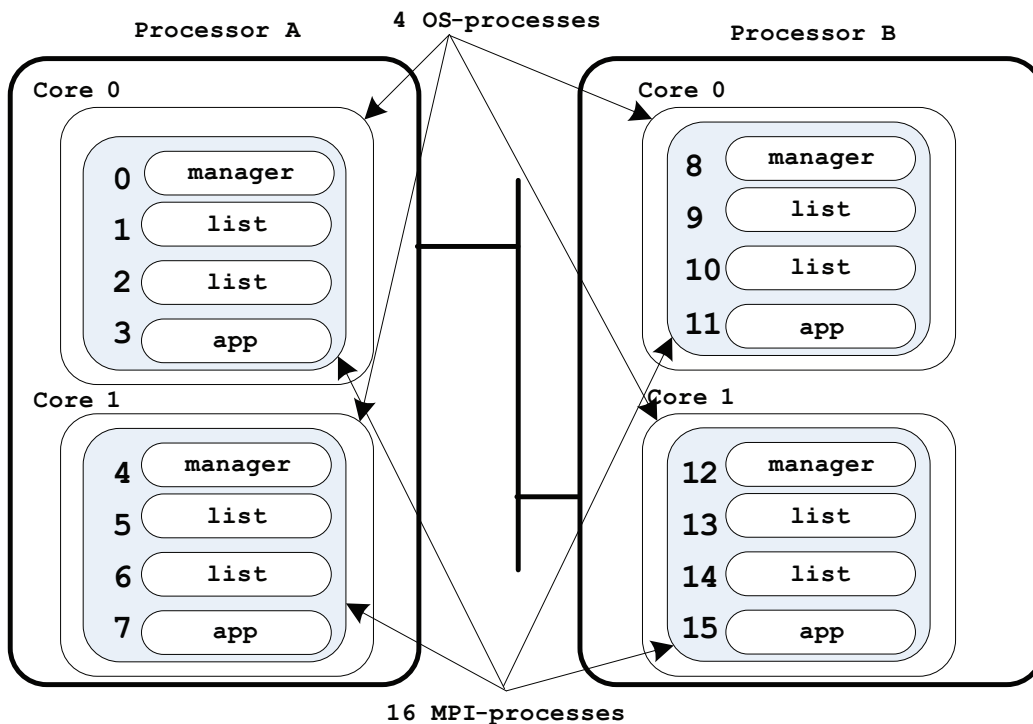 4 OS-processes
Processor A
Processor B
Core 0
0 manager
1 list
2 list
3 app
Core 1
4 manager
5 list
6 list
7 app
Core 0
8 manager
9 list
10 list
11 app
Core 1
12 manager
13 list
14 list
15 app
16 MPI-processes